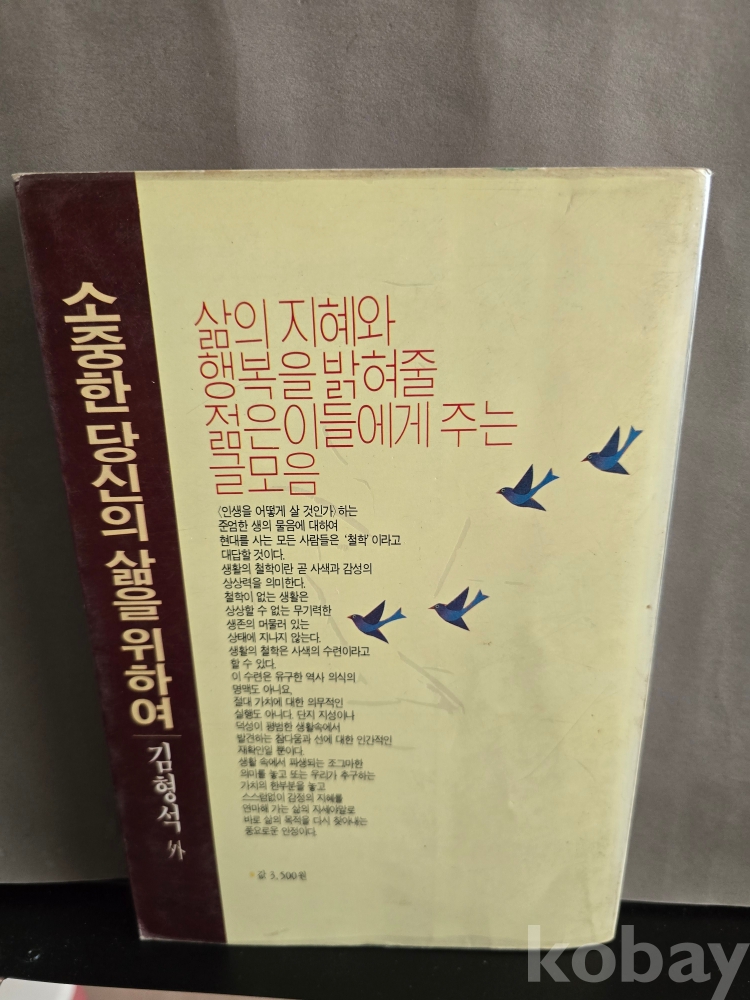 소중한 당신의 삶을 위하여
김형석 外
삶의 지혜와
행복을 밝혀줄
젊은이들에게 주는
글모음
〈인생을 어떻게 살 것인가〉하는
준엄한 생의 물음에 대하여
현대를 사는 모든 사람들은 '철학' 이라고
대답할 것이다.
생활의 철학이란 곧 사색과 감성의
상상력을 의미한다.
철학이 없는 생활은
상상할 수 없는 무기력한
생존의 머물러 있는
상태에 지나지 않는다.
생활의 철학은 사색의 수련이라고
할 수 있다.
이 수련은 유구한 역사 의식의
명맥도 아니요,
절대 가치에 대한 의무적인
실행도 아니다. 단지 지성이나
덕성이 평범한 생활속에서
발견하는 참다움과 선에 대한 인간적인
재확인일 뿐이다.
생활 속에서 파생되는 조그마한
의미를 놓고 또는 우리가 추구하는
가치의 한부분을 놓고
스스럼없이 감정의 지혜를
연마해 가는 삶의 자세야말로
바로 삶의 목적을 다시 찾아내는
풍요로운 안정이다.
값 3,500원
kobay